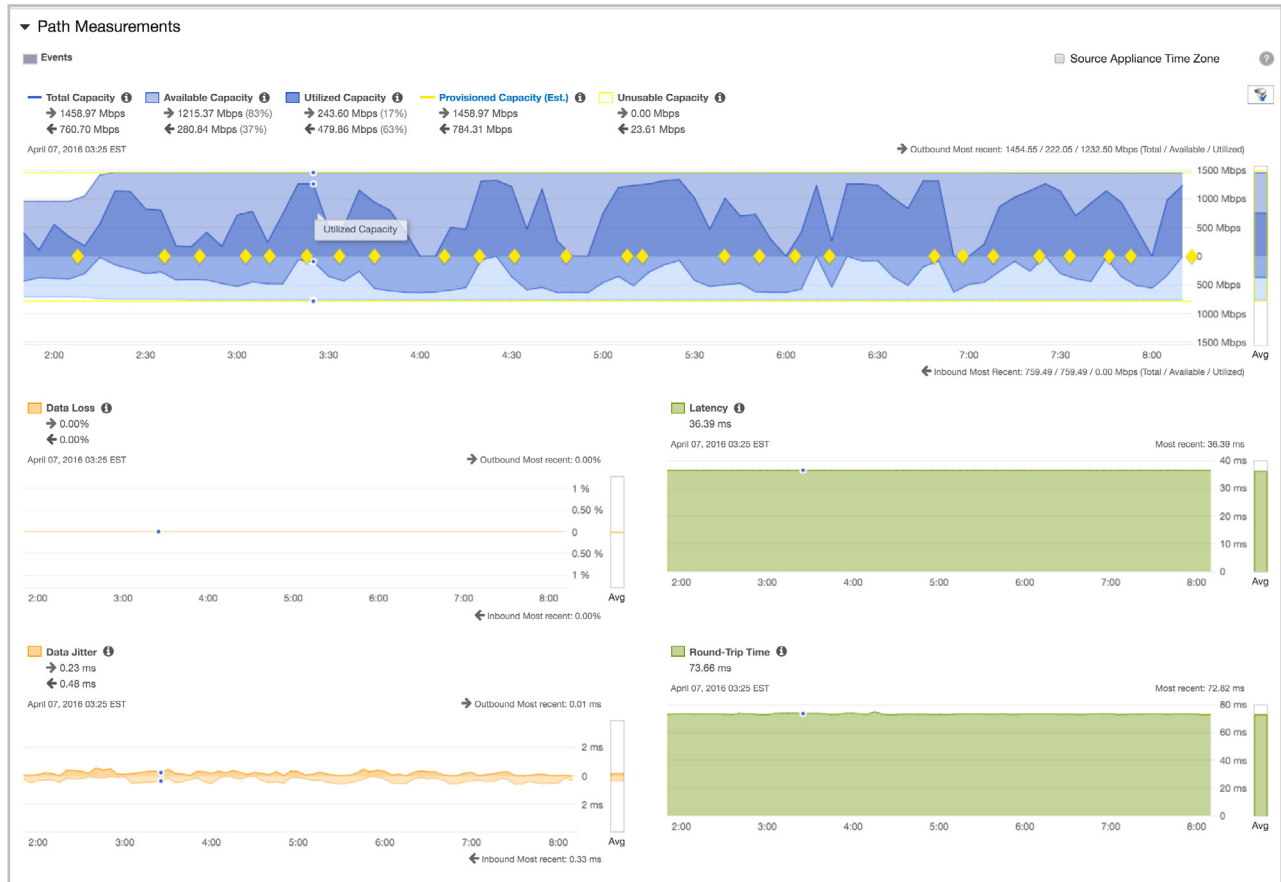 Path Measurements
Events
Source Appliance Time Zone
?
Total Capacity i Available Capacity i Utilized Capacity i Provisioned Capacity (Est.) i Unusable Capacity i
→ 1458.97 Mbps → 1215.37 Mbps (83%) → 243.60 Mbps (17%) → 1458.97 Mbps → 0.00 Mbps
← 760.70 Mbps ← 280.84 Mbps (37%) ← 479.86 Mbps (63%) ← 784.31 Mbps ← 23.61 Mbps
April 07, 2016 03:25 EST → Outbound Most recent: 1454.55 / 222.05 / 1232.50 Mbps (Total / Available / Utilized)
1500 Mbps
1000 Mbps
Utilized Capacity
500 Mbps
0
500 Mbps
1000 Mbps
1500 Mbps
2:00 2:30 3:00 3:30 4:00 4:30 5:00 5:30 6:00 6:30 7:00 7:30 8:00 Avg
← Inbound Most Recent: 759.49 / 759.49 / 0.00 Mbps (Total / Available / Utilized)
Data Loss i
→ 0.00%
← 0.00%
April 07, 2016 03:25 EST → Outbound Most recent: 0.00%
1 %
0.50 %
0
0.50 %
1 %
2:00 3:00 4:00 5:00 6:00 7:00 8:00 Avg
← Inbound Most recent: 0.00%
Latency i
36.39 ms
April 07, 2016 03:25 EST Most recent: 36.39 ms
40 ms
30 ms
20 ms
10 ms
0
2:00 3:00 4:00 5:00 6:00 7:00 8:00 Avg
Data Jitter i
→ 0.23 ms
← 0.48 ms
April 07, 2016 03:25 EST → Outbound Most recent: 0.01 ms
2 ms
0
2 ms
2:00 3:00 4:00 5:00 6:00 7:00 8:00 Avg
← Inbound Most recent: 0.33 ms
Round-Trip Time i
73.66 ms
April 07, 2016 03:25 EST Most recent: 72.82 ms
80 ms
60 ms
40 ms
20 ms
0
2:00 3:00 4:00 5:00 6:00 7:00 8:00 Avg